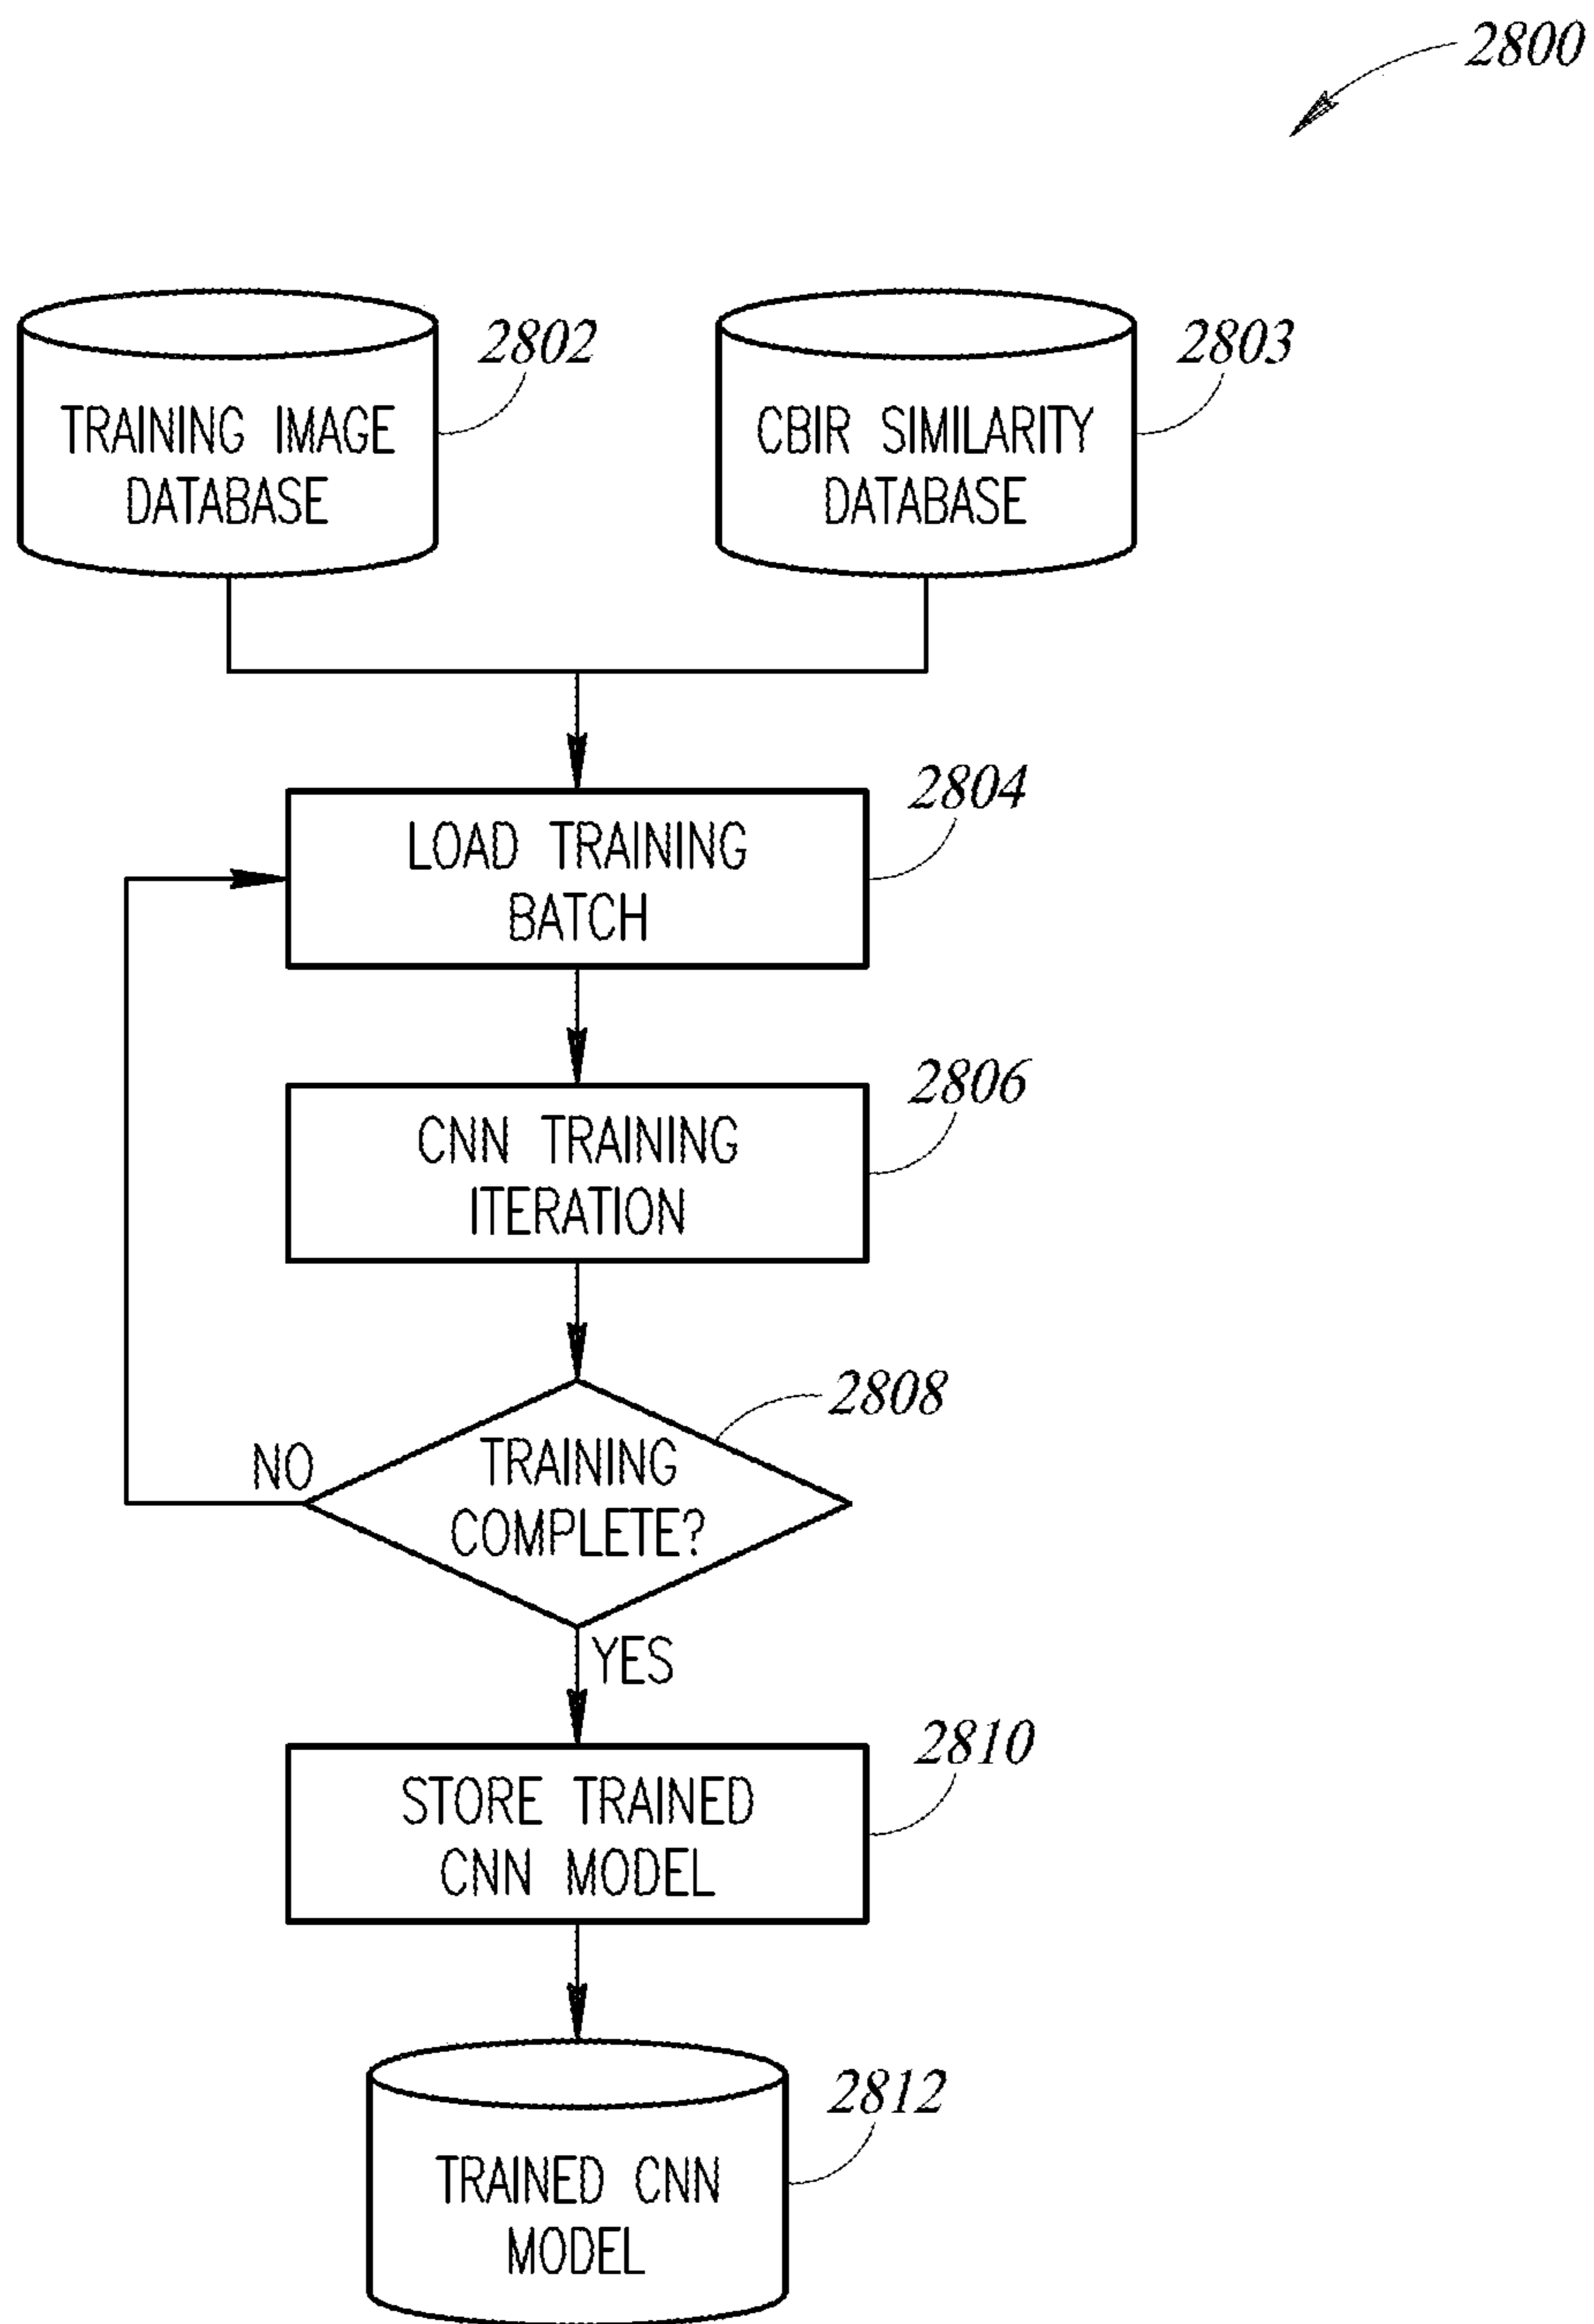 2800
2802
TRAINING IMAGE
DATABASE
2803
CBIR SIMILARITY
DATABASE
2804
LOAD TRAINING
BATCH
2806
CNN TRAINING
ITERATION
2808
TRAINING
COMPLETE?
NO
YES
2810
STORE TRAINED
CNN MODEL
2812
TRAINED CNN
MODEL